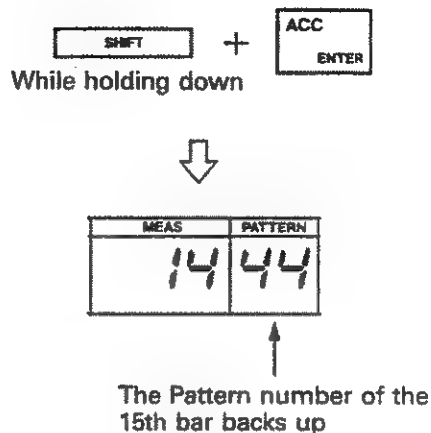 SHIFT + ACC ENTER
While holding down
MEAS PATTERN
14 44
The Pattern number of the
15th bar backs up